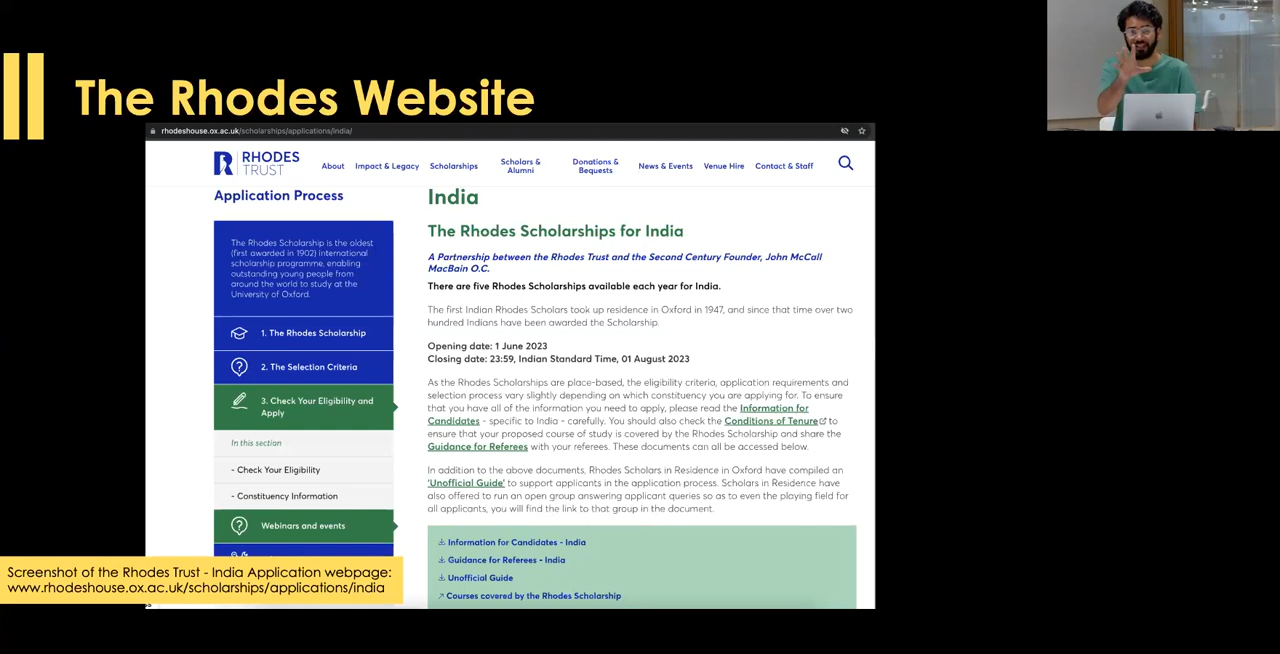 The Rhodes Website
rhodeshouse.ox.ac.uk/scholarships/applications/india/
RHODES
TRUST
About
Impact & Legacy
Scholarships
Scholars &
Alumni
Donations &
Bequests
News & Events
Venue Hire
Contact & Staff
Application Process
The Rhodes Scholarship is the oldest
(first awarded in 1902) international
scholarship programme, enabling
outstanding young people from
around the world to study at the
University of Oxford.
1. The Rhodes Scholarship
2. The Selection Criteria
3. Check Your Eligibility and
Apply
In this section
- Check Your Eligibility
- Constituency Information
Webinars and events
India
The Rhodes Scholarships for India
A Partnership between the Rhodes Trust and the Second Century Founder, John McCall
MacBain O.C.
There are five Rhodes Scholarships available each year for India.
The first Indian Rhodes Scholars took up residence in Oxford in 1947, and since that time over two
hundred Indians have been awarded the Scholarship.
Opening date: 1 June 2023
Closing date: 23:59, Indian Standard Time, 01 August 2023
As the Rhodes Scholarships are place-based, the eligibility criteria, application requirements and
selection process vary slightly depending on which constituency you are applying for. To ensure
that you have all of the information you need to apply, please read the Information for
Candidates - specific to India - carefully. You should also check the Conditions of Tenure to
ensure that your proposed course of study is covered by the Rhodes Scholarship and share the
Guidance for Referees with your referees. These documents can all be accessed below.
In addition to the above documents, Rhodes Scholars in Residence in Oxford have compiled an
'Unofficial Guide' to support applicants in the application process. Scholars in Residence have
also offered to run an open group answering applicant queries so as to even the playing field for
all applicants, you will find the link to that group in the document.
Information for Candidates - India
Guidance for Referees - India
Unofficial Guide
Courses covered by the Rhodes Scholarship
Screenshot of the Rhodes Trust - India Application webpage:
www.rhodeshouse.ox.ac.uk/scholarships/applications/india